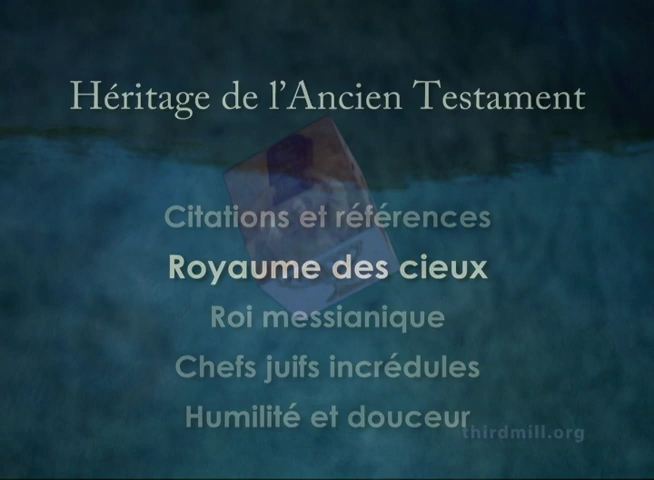 Héritage de l'Ancien Testament
Citations et références
Royaume des cieux
Roi messianique
Chefs juifs incrédules
Humilité et douceur
thirdmill.org